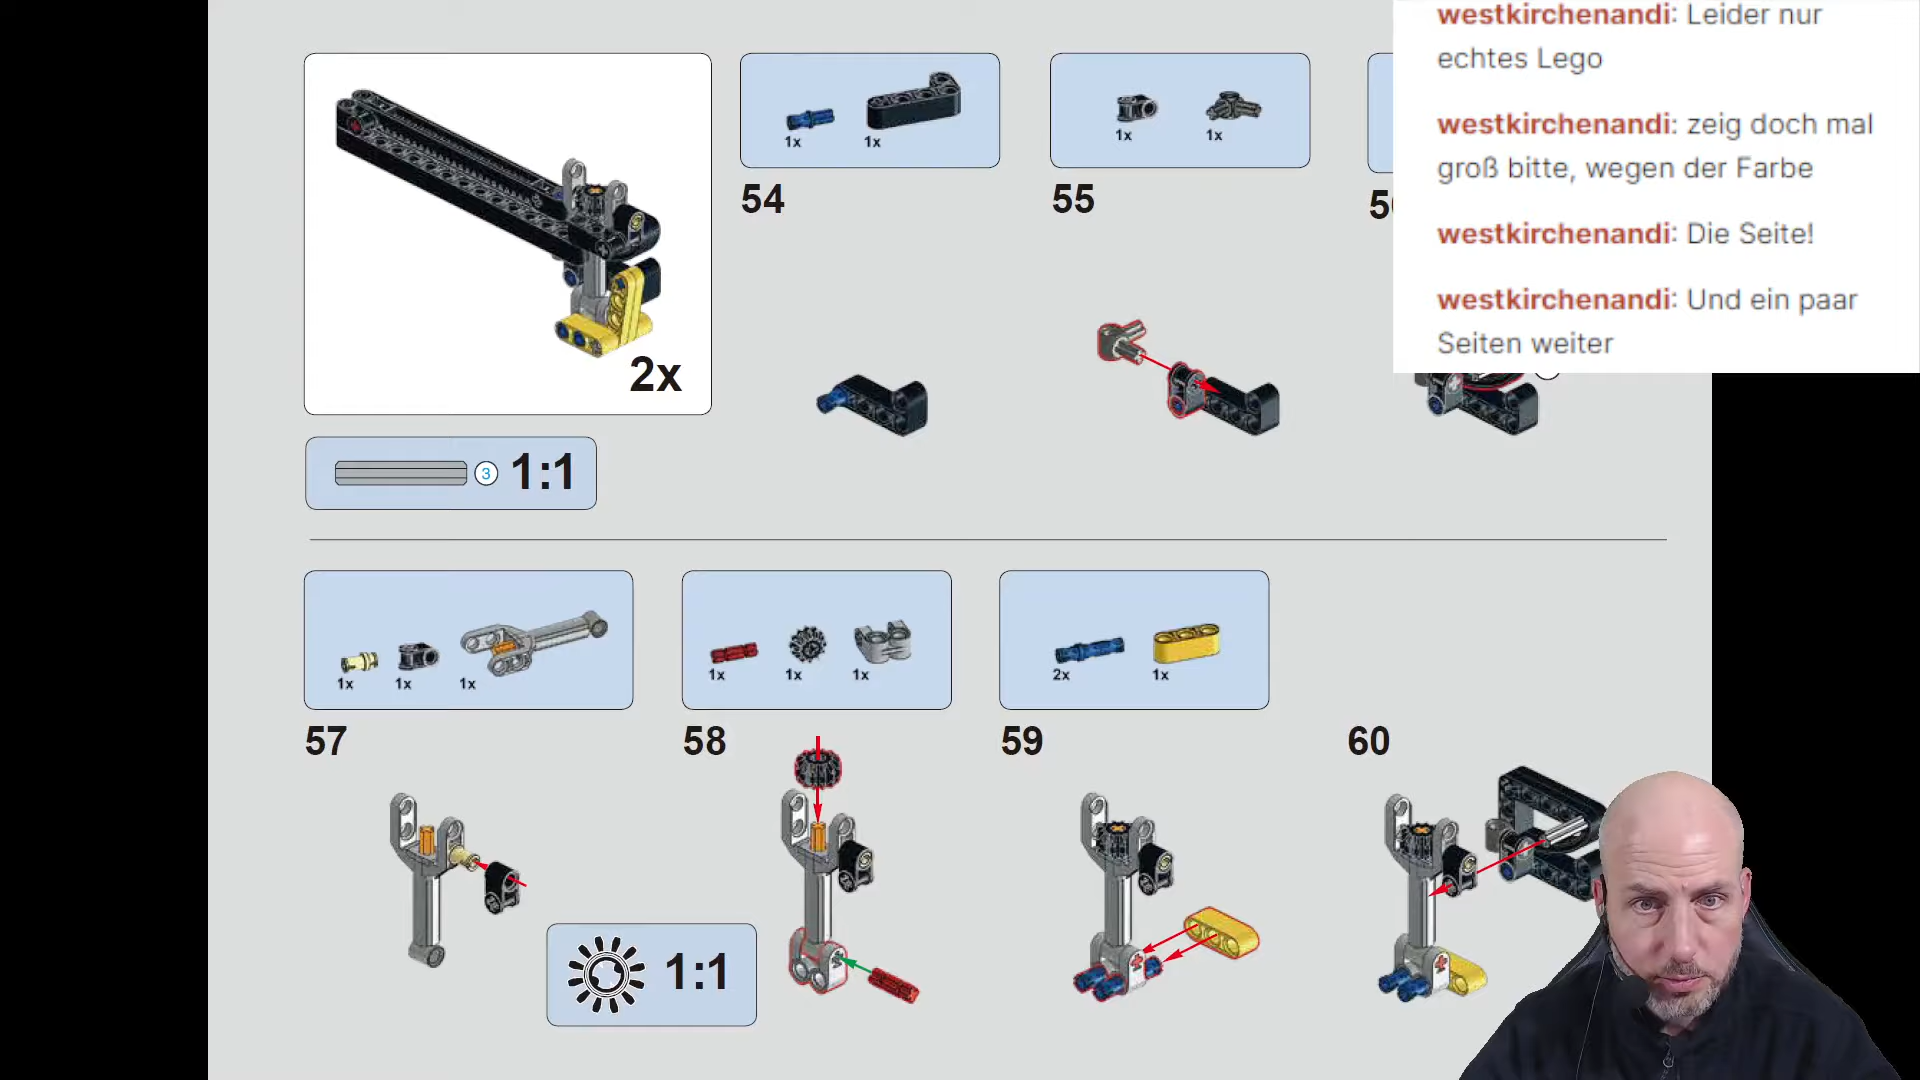 westkirchenandi: Leider nur
echtes Lego
westkirchenandi: zeig doch mal
groß bitte, wegen der Farbe
westkirchenandi: Die Seite!
westkirchenandi: Und ein paar
Seiten weiter
2x
3 1:1
1x 1x
54
1x 1x
55
1x 1x 1x
57
1x 1x 1x
58
2x 1x
59
60
1:1